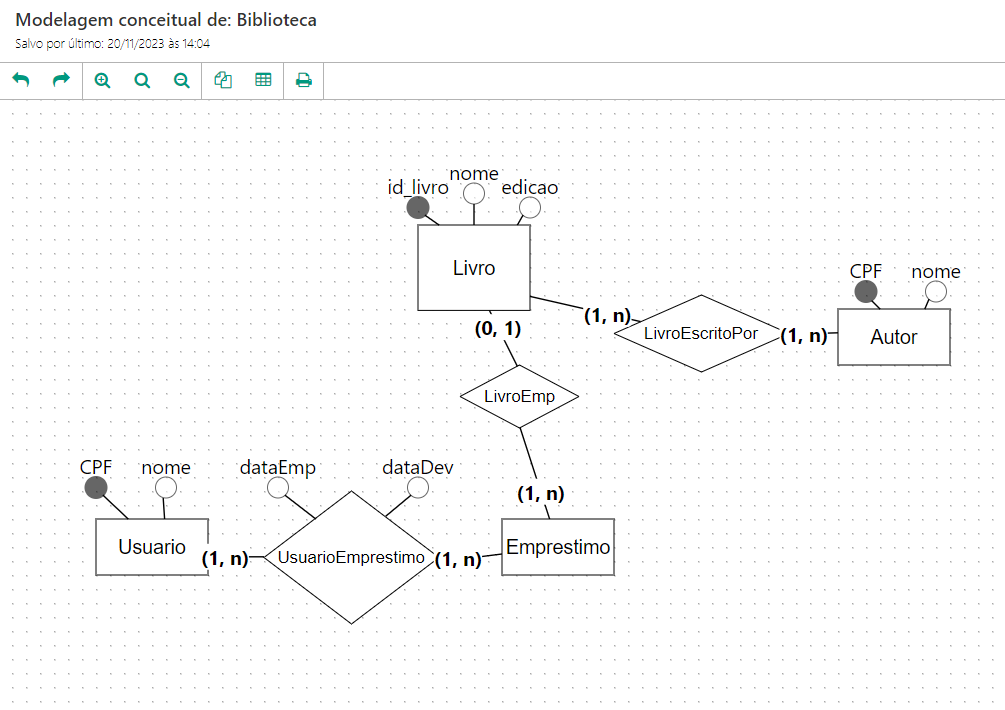 Modelagem conceitual de: Biblioteca
Salvo por último: 20/11/2023 às 14:04
id_livro
nome
edicao
Livro
CPF
nome
Autor
(0, 1)
(1, n)
LivroEscritoPor
(1, n)
LivroEmp
(1, n)
CPF
nome
dataEmp
dataDev
Usuario
(1, n)
UsuarioEmprestimo
(1, n)
Emprestimo